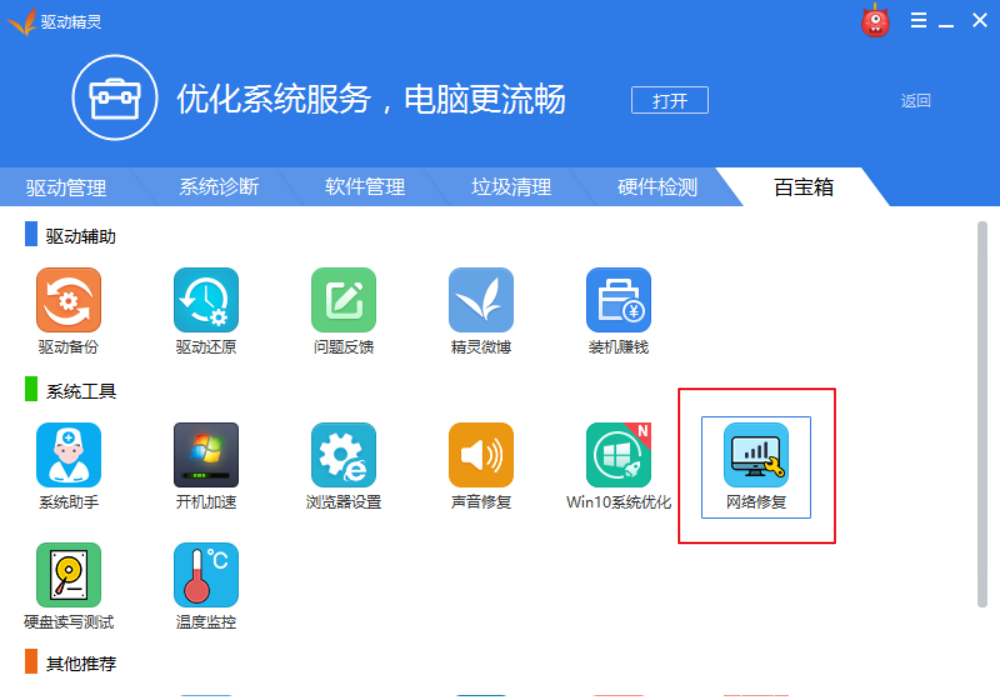 驱动精灵
优化系统服务，电脑更流畅
打开
返回
驱动管理 系统诊断 软件管理 垃圾清理 硬件检测 百宝箱
驱动辅助
¥
驱动备份 驱动还原 问题反馈 精灵微博 装机赚钱
系统工具
N
系统助手 开机加速 浏览器设置 声音修复 Win10系统优化 网络修复
°C
硬盘读写测试 温度监控
其他推荐